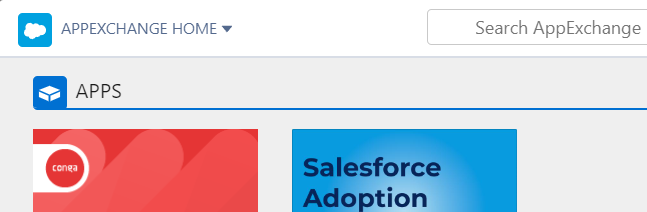 APPEXCHANGE HOME
Search AppExchange
APPS
conga
Salesforce
Adoption